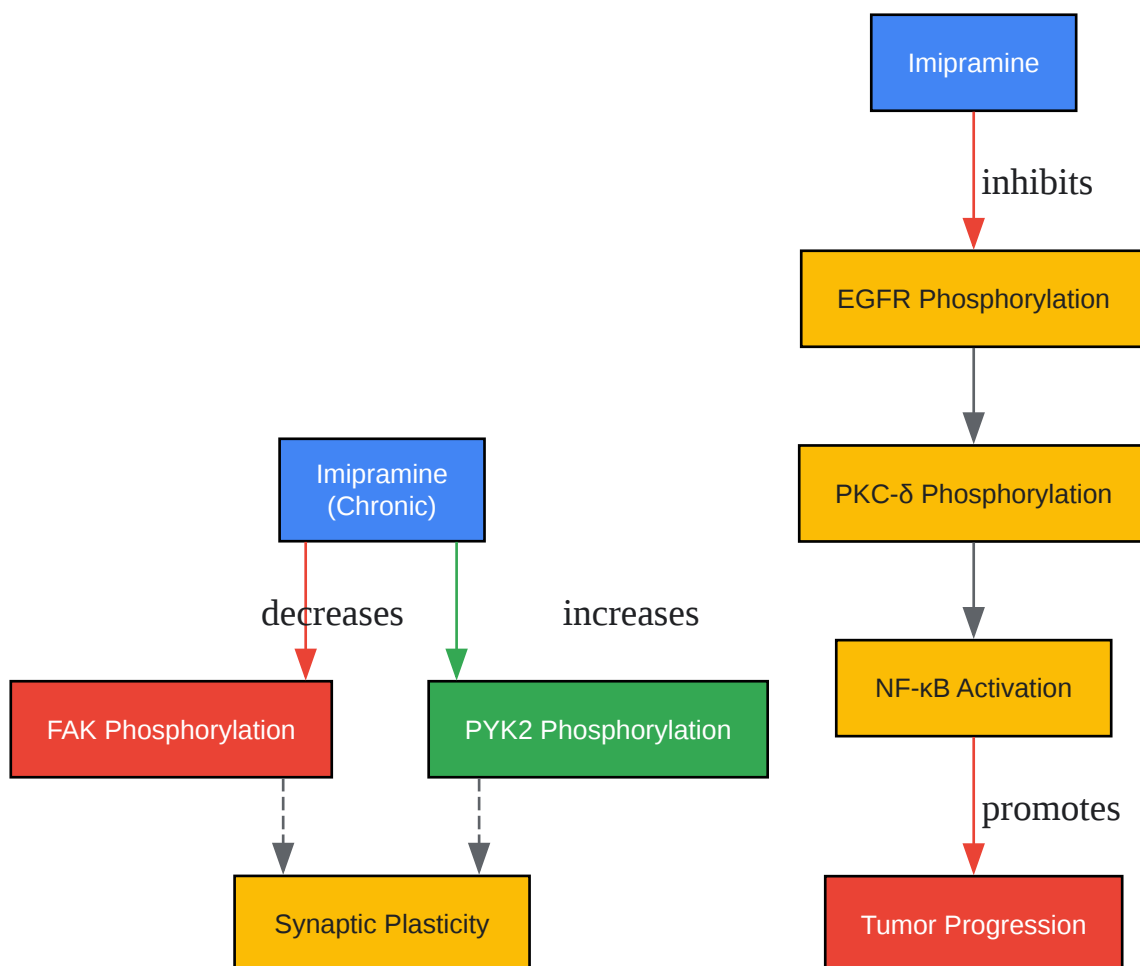 Imipramine
inhibits
EGFR Phosphorylation
Imipramine
(Chronic)
PKC-δ Phosphorylation
decreases
increases
FAK Phosphorylation
PYK2 Phosphorylation
NF-κB Activation
promotes
Synaptic Plasticity
Tumor Progression